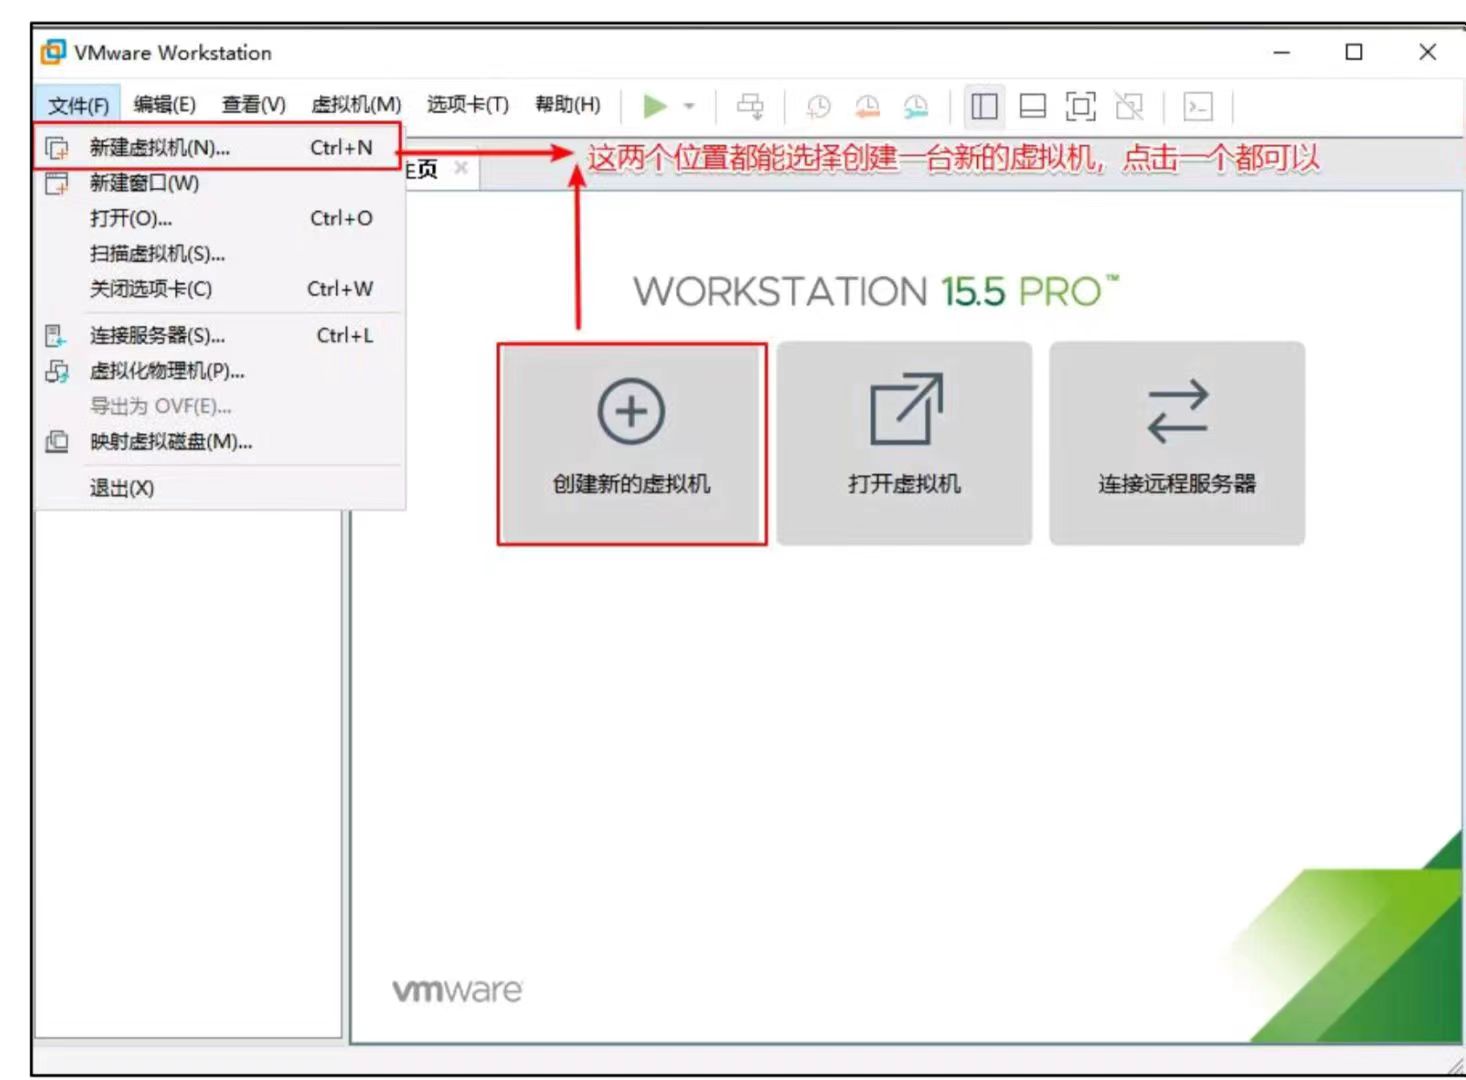 VMware Workstation
文件(F) 编辑(E) 查看(V) 虚拟机(M) 选项卡(T) 帮助(H)
新建虚拟机(N)... Ctrl+N
这两个位置都能选择创建一台新的虚拟机，点击一个都可以
页
新建窗口(W)
打开(O)... Ctrl+O
扫描虚拟机(S)...
关闭选项卡(C) Ctrl+W
连接服务器(S)... Ctrl+L
虚拟化物理机(P)...
导出为 OVF(E)...
映射虚拟磁盘(M)...
退出(X)
WORKSTATION 15.5 PRO™
创建新的虚拟机
打开虚拟机
连接远程服务器
vmware